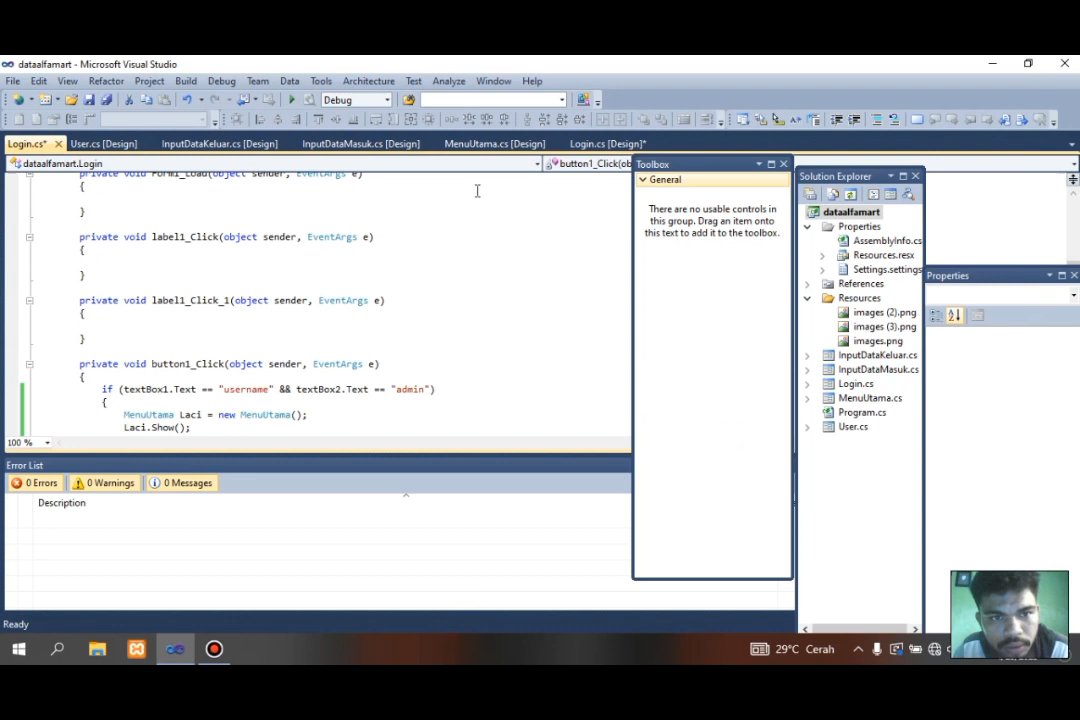 dataalfamart - Microsoft Visual Studio
File Edit View Refactor Project Build Debug Team Data Tools Architecture Test Analyze Window Help
Debug
Login.cs* User.cs [Design] InputDataKeluar.cs [Design] InputDataMasuk.cs [Design] MenuUtama.cs [Design] Login.cs [Design]*
dataalfamart.Login
button1_Click(ob
private void Form1_Load(object sender, EventArgs e)
{
}
private void label1_Click(object sender, EventArgs e)
{
}
private void label1_Click_1(object sender, EventArgs e)
{
}
private void button1_Click(object sender, EventArgs e)
{
if (textBox1.Text == "username" && textBox2.Text == "admin")
{
MenuUtama Laci = new MenuUtama();
Laci.Show();
100 %
Error List
0 Errors 0 Warnings 0 Messages
Description
Toolbox
General
There are no usable controls in
this group. Drag an item onto
this text to add it to the toolbox.
Solution Explorer
dataalfamart
Properties
AssemblyInfo.cs
Resources.resx
Settings.settings
References
Resources
images (2).png
images (3).png
images.png
InputDataKeluar.cs
InputDataMasuk.cs
Login.cs
MenuUtama.cs
Program.cs
User.cs
Properties
Ready
29°C Cerah